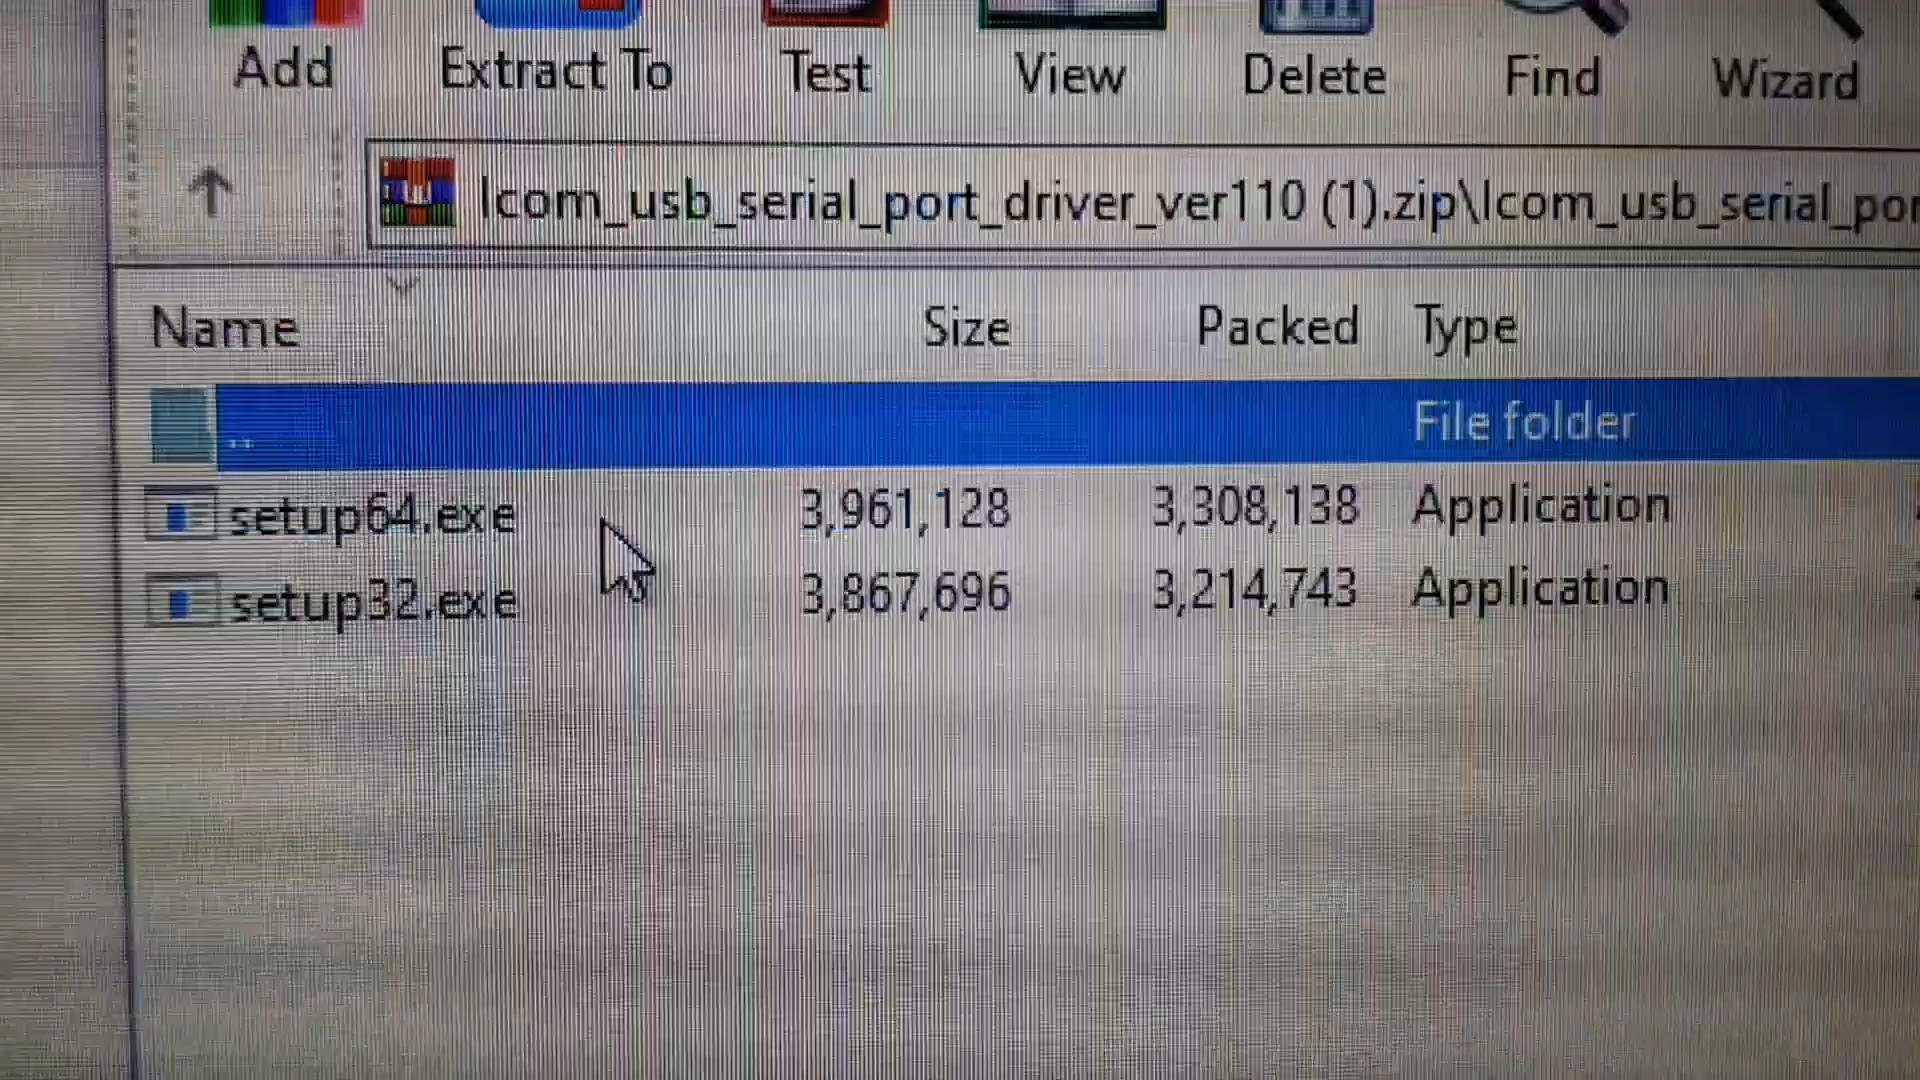 Add Extract To Test View Delete Find Wizard
Icom_usb_serial_port_driver_ver110 (1).zip\Icom_usb_serial_por
Name Size Packed Type
.. File folder
setup64.exe 3,961,128 3,308,138 Application
setup32.exe 3,867,696 3,214,743 Application